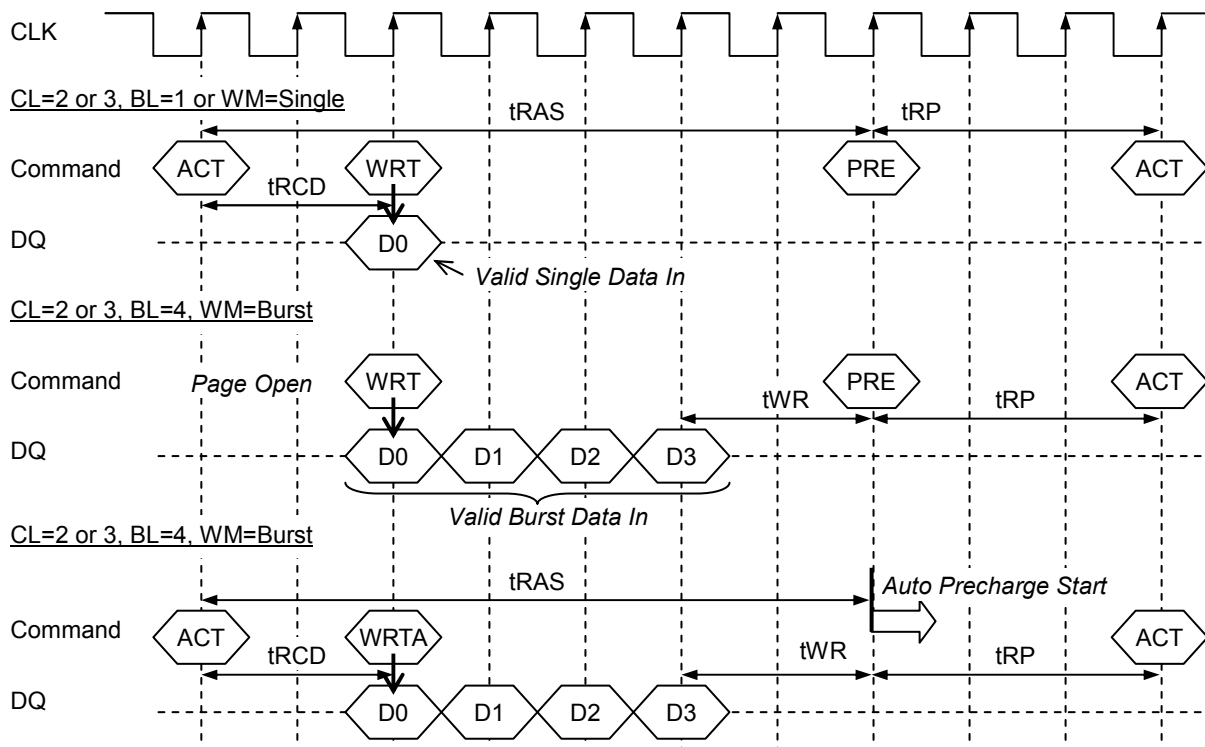 CLK
CL=2 or 3, BL=1 or WM=Single
tRAS tRP
Command ACT WRT PRE ACT
tRCD
DQ D0
Valid Single Data In
CL=2 or 3, BL=4, WM=Burst
Command Page Open WRT PRE ACT
tWR tRP
DQ D0 D1 D2 D3
Valid Burst Data In
CL=2 or 3, BL=4, WM=Burst
tRAS Auto Precharge Start
Command ACT WRTA ACT
tRCD tWR tRP
DQ D0 D1 D2 D3